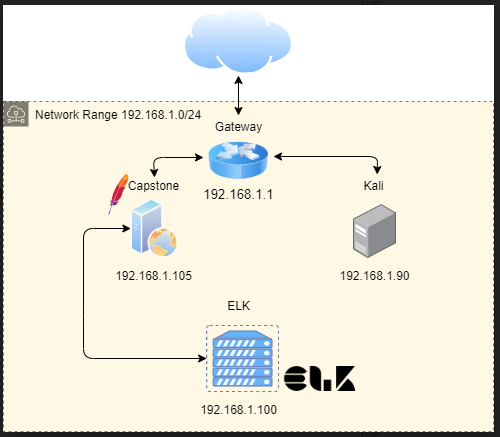 Network Range 192.168.1.0/24
Gateway
192.168.1.1
Capstone
Kali
192.168.1.105
192.168.1.90
ELK
ELK
192.168.1.100